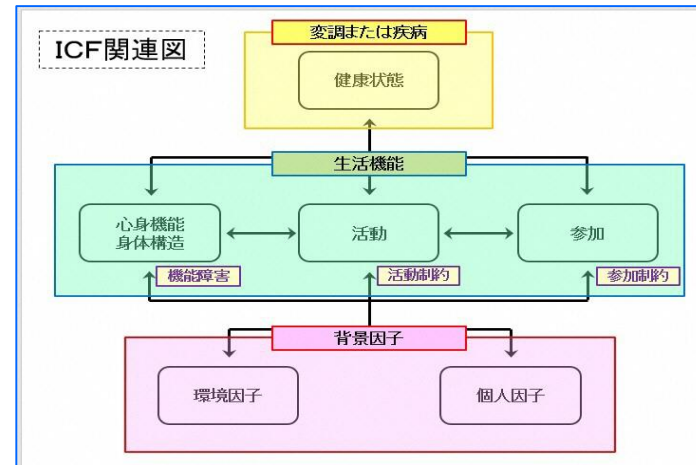 ICF関連図
変調または疾病
健康状態
生活機能
心身機能
身体構造
活動
参加
機能障害
活動制約
参加制約
背景因子
環境因子
個人因子